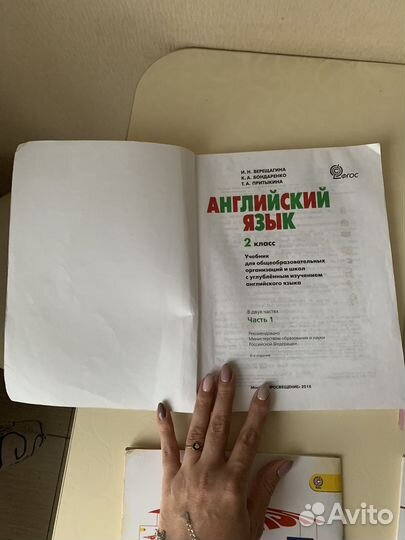 И. Н. ВЕРЕЩАГИНА
К. А. БОНДАРЕНКО
Т. А. ПРИТЫКИНА
ФГОС
АНГЛИЙСКИЙ
ЯЗЫК
2 класс
Учебник
для общеобразовательных
организаций и школ
с углублённым изучением
английского языка
В двух частях
Часть 1
Рекомендовано
Министерством образования и науки
Российской Федерации
ПРОСВЕЩЕНИЕ
Avito